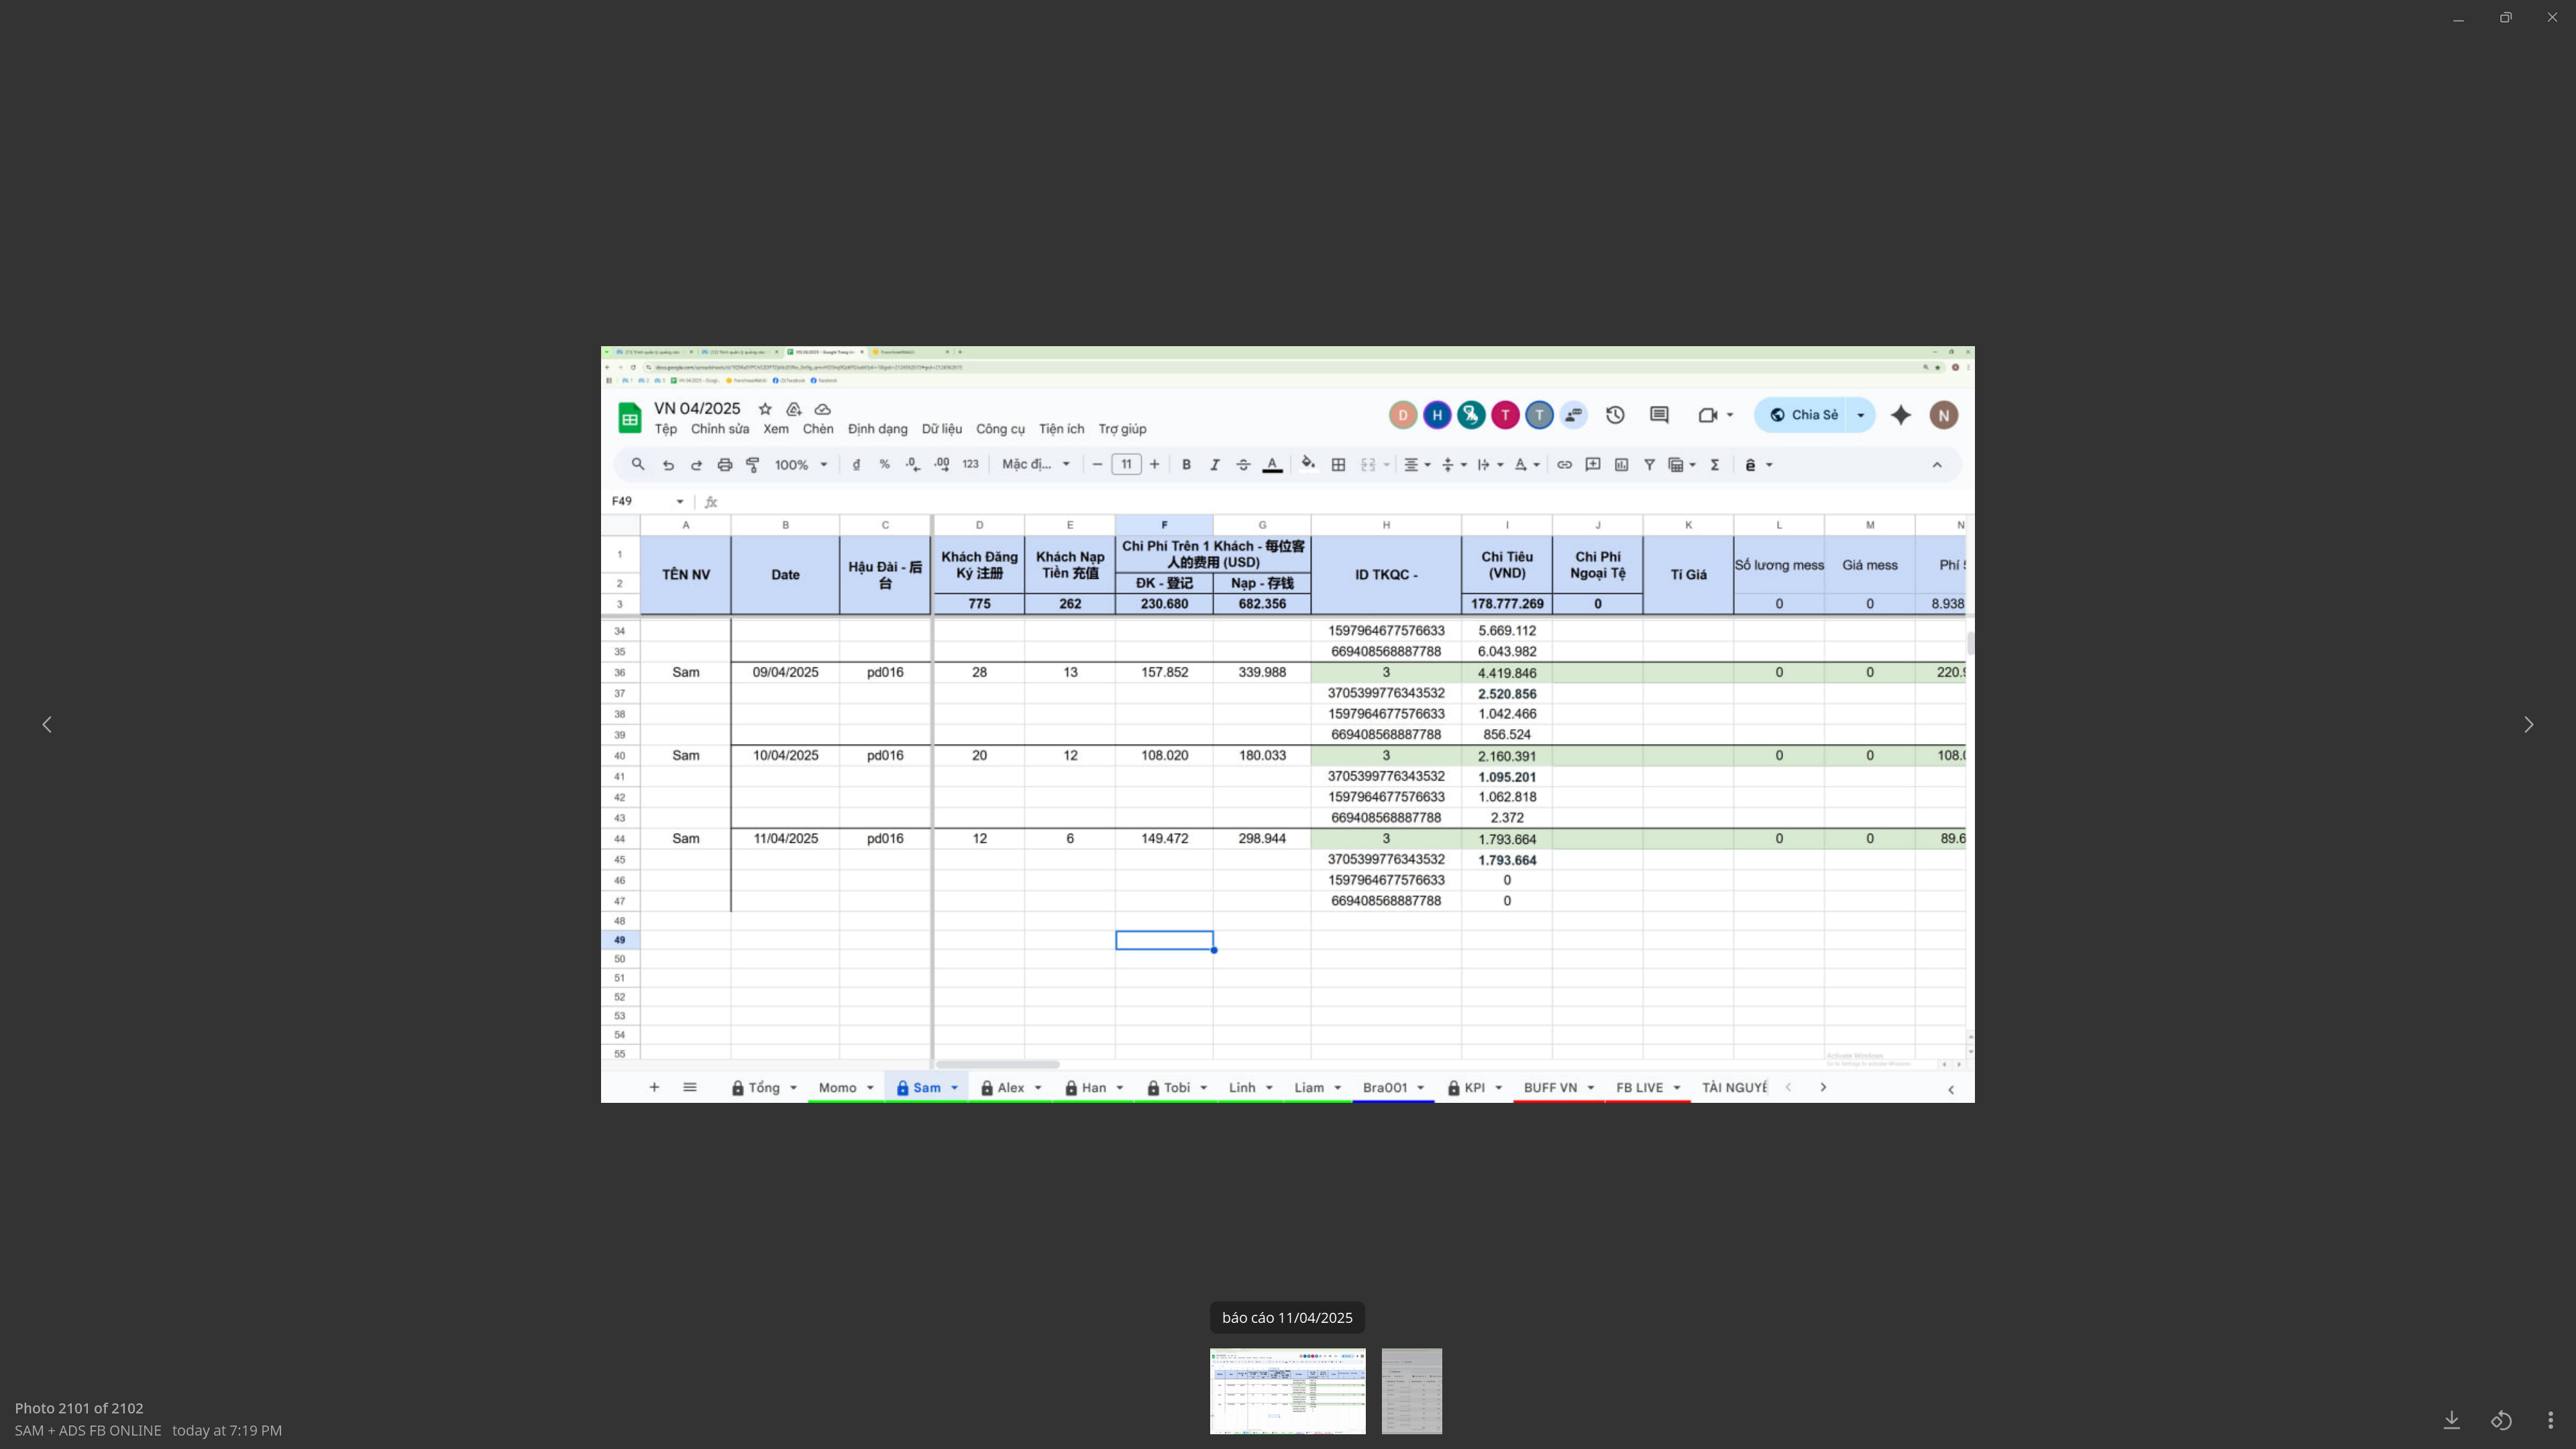 VN 04/2025
Tệp Chỉnh sửa Xem Chèn Định dạng Dữ liệu Công cụ Tiện ích Trợ giúp
D H T T Chia Sẻ N
100% đ % .0 .00 123 Mặc đị... 11 B I A Σ
F49 fx
A B C D E F G H I J K L M N
1 2 3
TÊN NV Date Hậu Đài - 后台
Khách Đăng Ký 注册
Khách Nạp Tiền 充值
Chi Phí Trên 1 Khách - 每位客人的费用 (USD)
ĐK - 登记 Nạp - 存钱
ID TKQC -
Chi Tiêu (VND)
Chi Phí Ngoại Tệ
Tỉ Giá
Số lương mess Giá mess Phí
775 262 230.680 682.356 178.777.269 0 0 0 8.938
34 1597964677576633 5.669.112
35 669408568887788 6.043.982
36 Sam 09/04/2025 pd016 28 13 157.852 339.988 3 4.419.846 0 0 220.9
37 3705399776343532 2.520.856
38 1597964677576633 1.042.466
39 669408568887788 856.524
40 Sam 10/04/2025 pd016 20 12 108.020 180.033 3 2.160.391 0 0 108.0
41 3705399776343532 1.095.201
42 1597964677576633 1.062.818
43 669408568887788 2.372
44 Sam 11/04/2025 pd016 12 6 149.472 298.944 3 1.793.664 0 0 89.6
45 3705399776343532 1.793.664
46 1597964677576633 0
47 669408568887788 0
48
49
50
51
52
53
54
55
Activate Windows
Tổng Momo Sam Alex Han Tobi Linh Liam Bra001 KPI BUFF VN FB LIVE TÀI NGUYÊ
báo cáo 11/04/2025
Photo 2101 of 2102
SAM + ADS FB ONLINE today at 7:19 PM